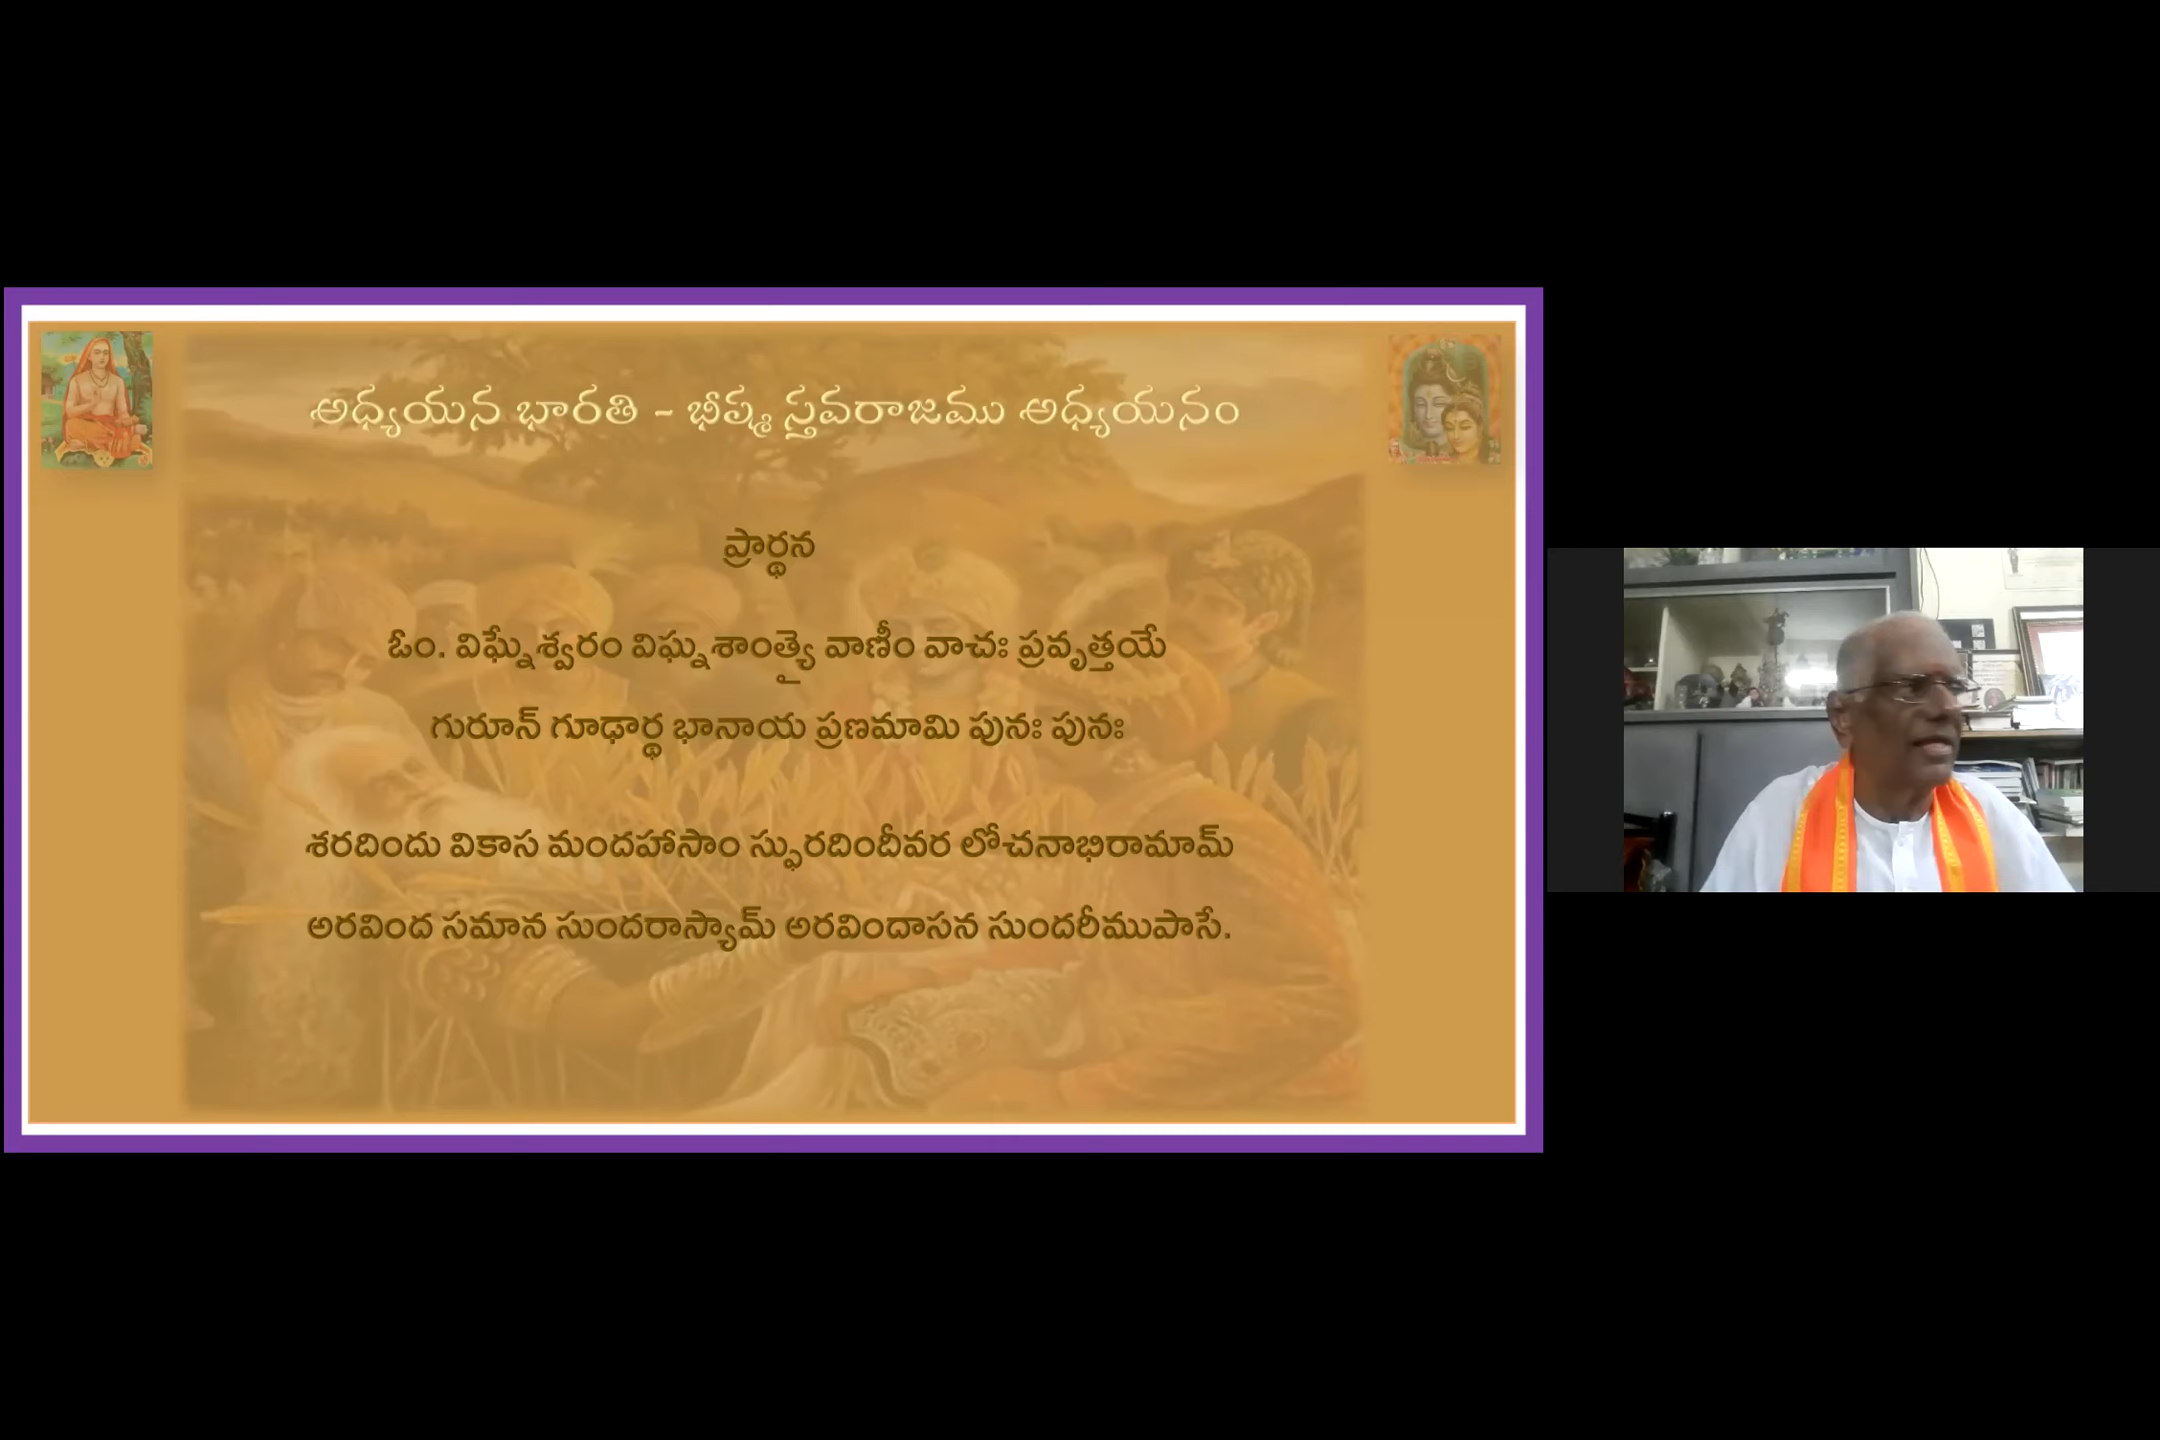 అధ్యయన భారతి - భీష్మ స్తవరాజము అధ్యయనం
ప్రార్థన
ఓం. విఘ్నేశ్వరం విఘ్నశాంత్యై వాణీం వాచః ప్రవృత్తయే
గురూన్ గూఢార్థ భానాయ ప్రణమామి పునః పునః
శరదిందు వికాస మందహాసాం స్ఫురదిందీవర లోచనాభిరామామ్
అరవింద సమాన సుందరాస్యామ్ అరవిందాసన సుందరీముపాసే.